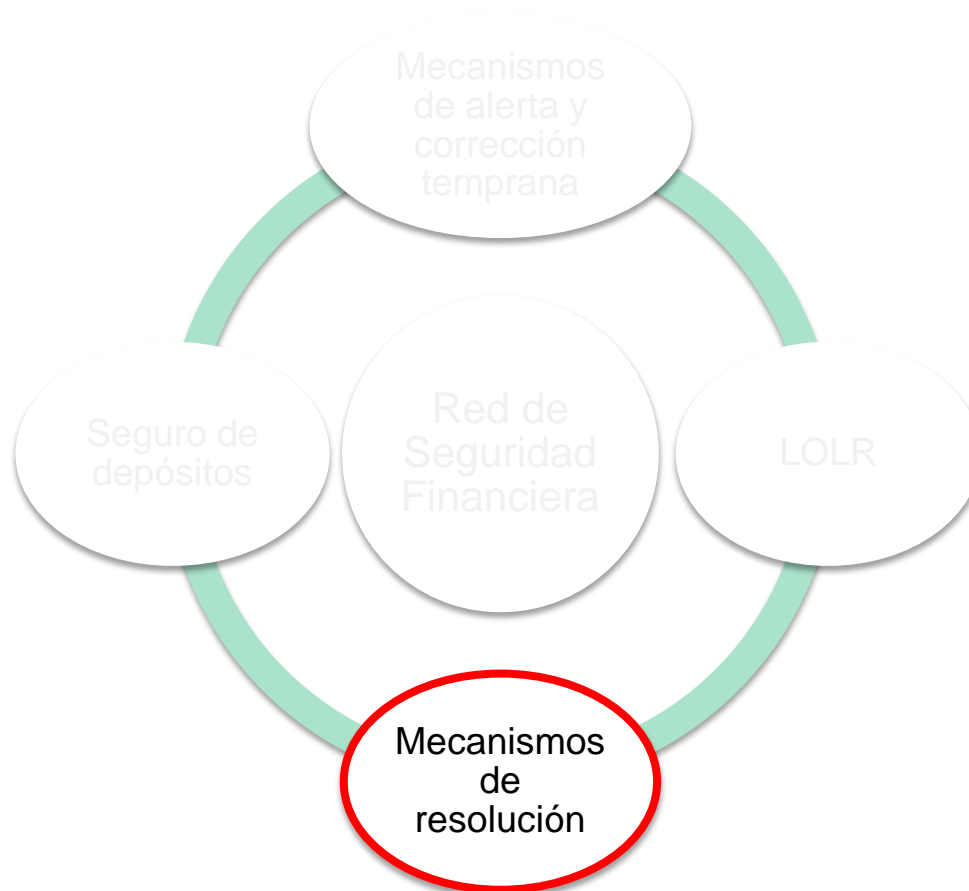 Mecanismos
de alerta y
corrección
temprana
Seguro de
depósitos
Red de
Seguridad
Financiera
LOLR
Mecanismos
de
resolución